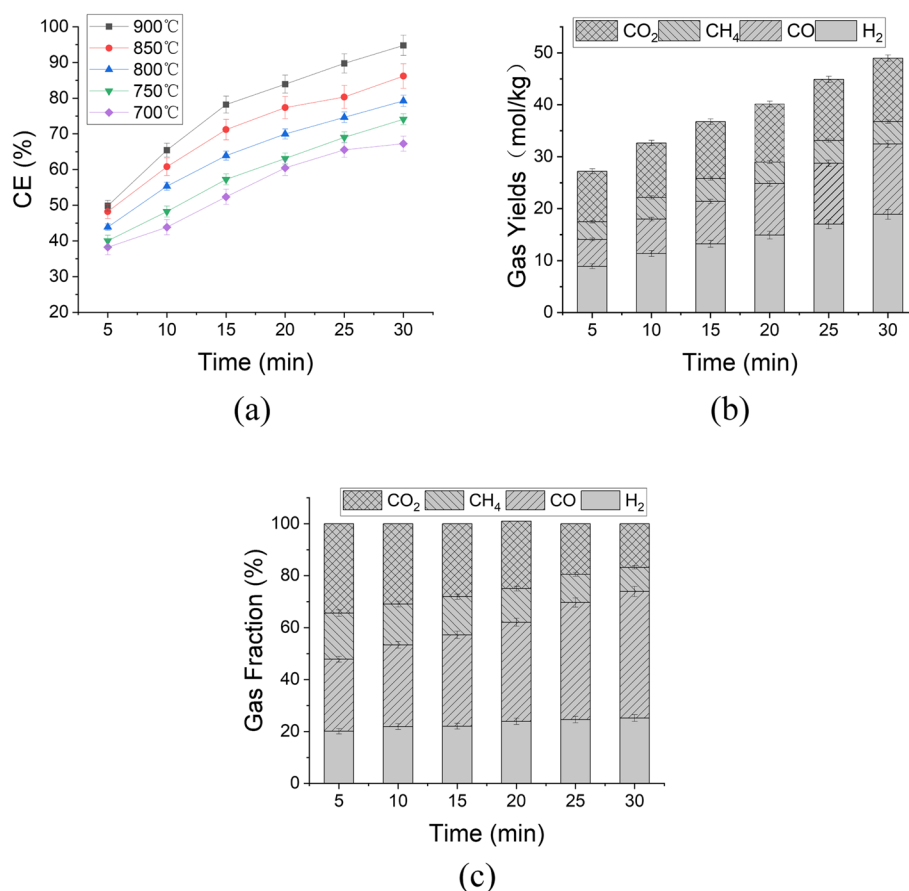 100
90
80
70
60
50
40
30
20
CE (%)
900℃
850℃
800℃
750℃
700℃
5 10 15 20 25 30
Time (min)
(a)
CO₂ CH₄ CO H₂
50
40
30
20
10
0
Gas Yields （mol/kg）
5 10 15 20 25 30
Time (min)
(b)
CO₂ CH₄ CO H₂
100
80
60
40
20
0
Gas Fraction (%)
5 10 15 20 25 30
Time (min)
(c)